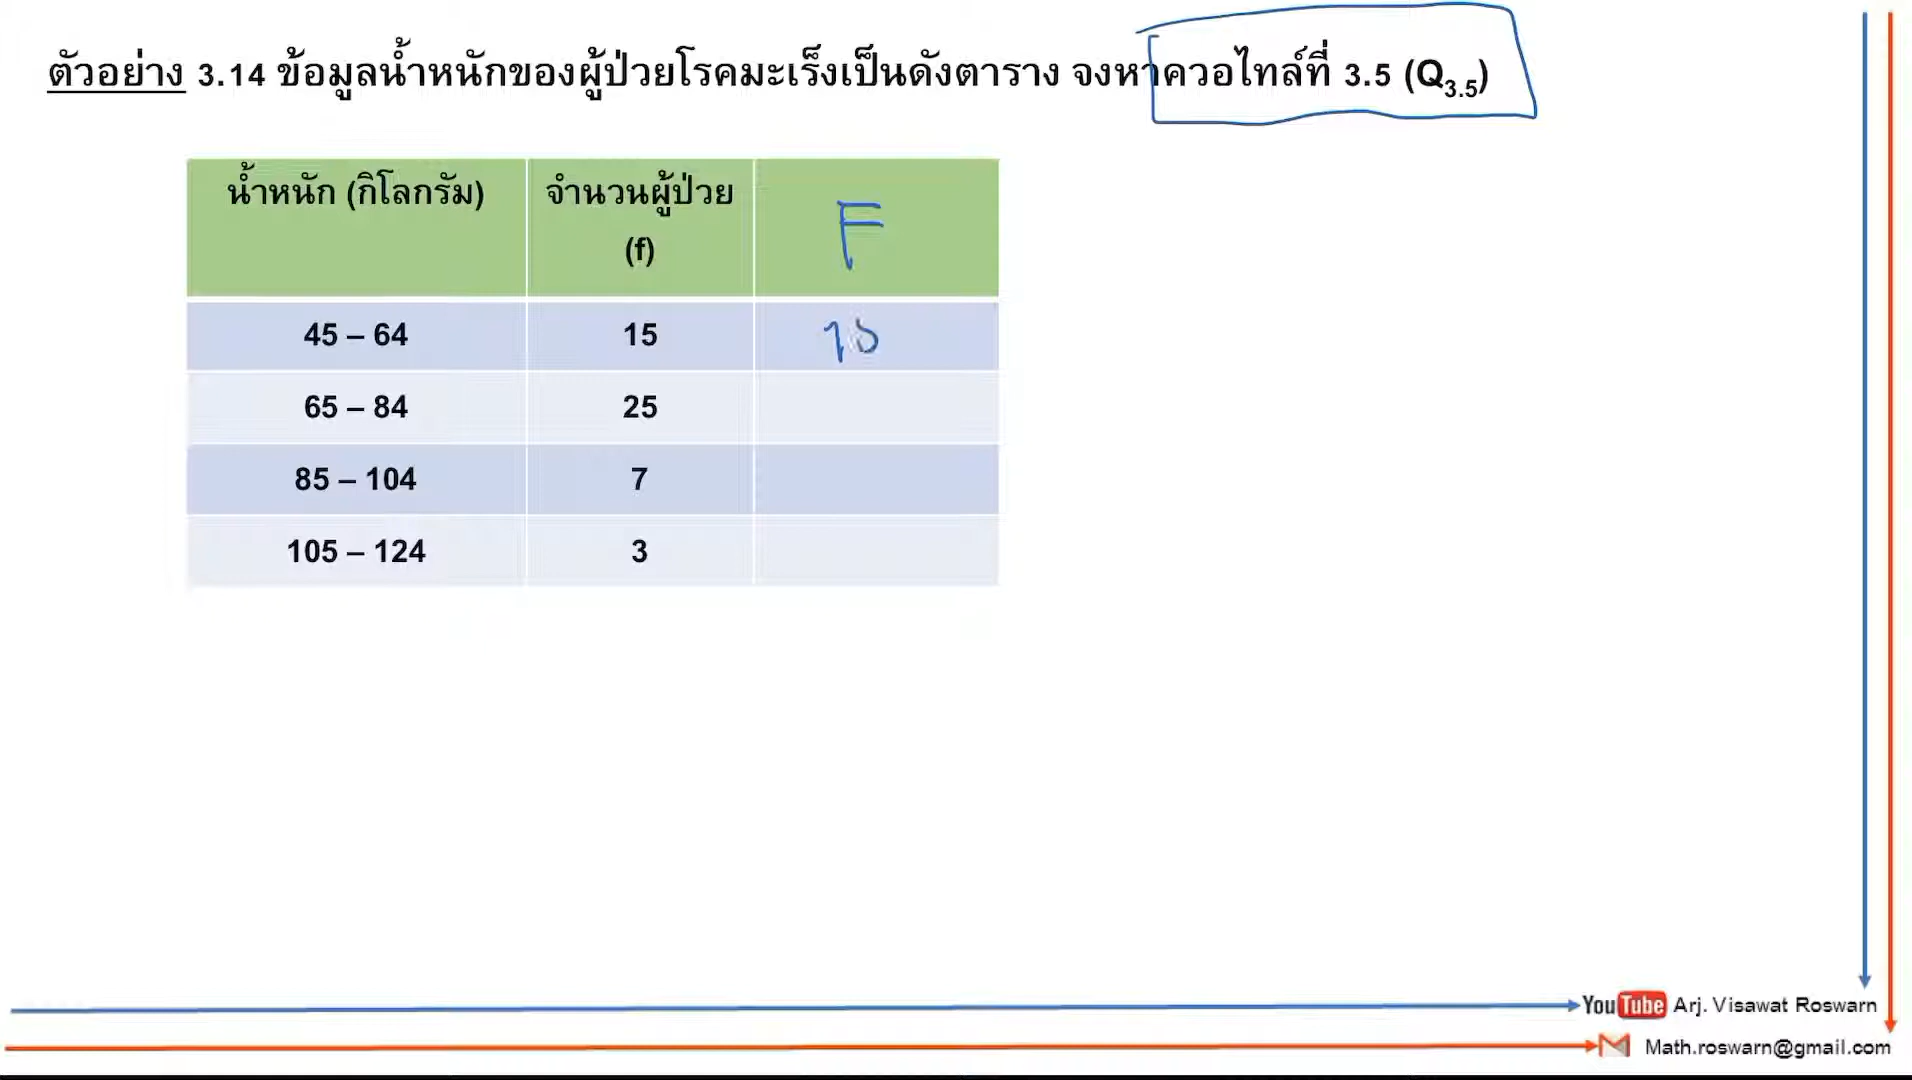 ตัวอย่าง 3.14 ข้อมูลน้ำหนักของผู้ป่วยโรคมะเร็งเป็นดังตาราง จงหาควอไทล์ที่ 3.5 (Q3.5)
น้ำหนัก (กิโลกรัม) จำนวนผู้ป่วย (f) F
45 – 64 15 15
65 – 84 25
85 – 104 7
105 – 124 3
YouTube Arj. Visawat Roswarn
Math.roswarn@gmail.com